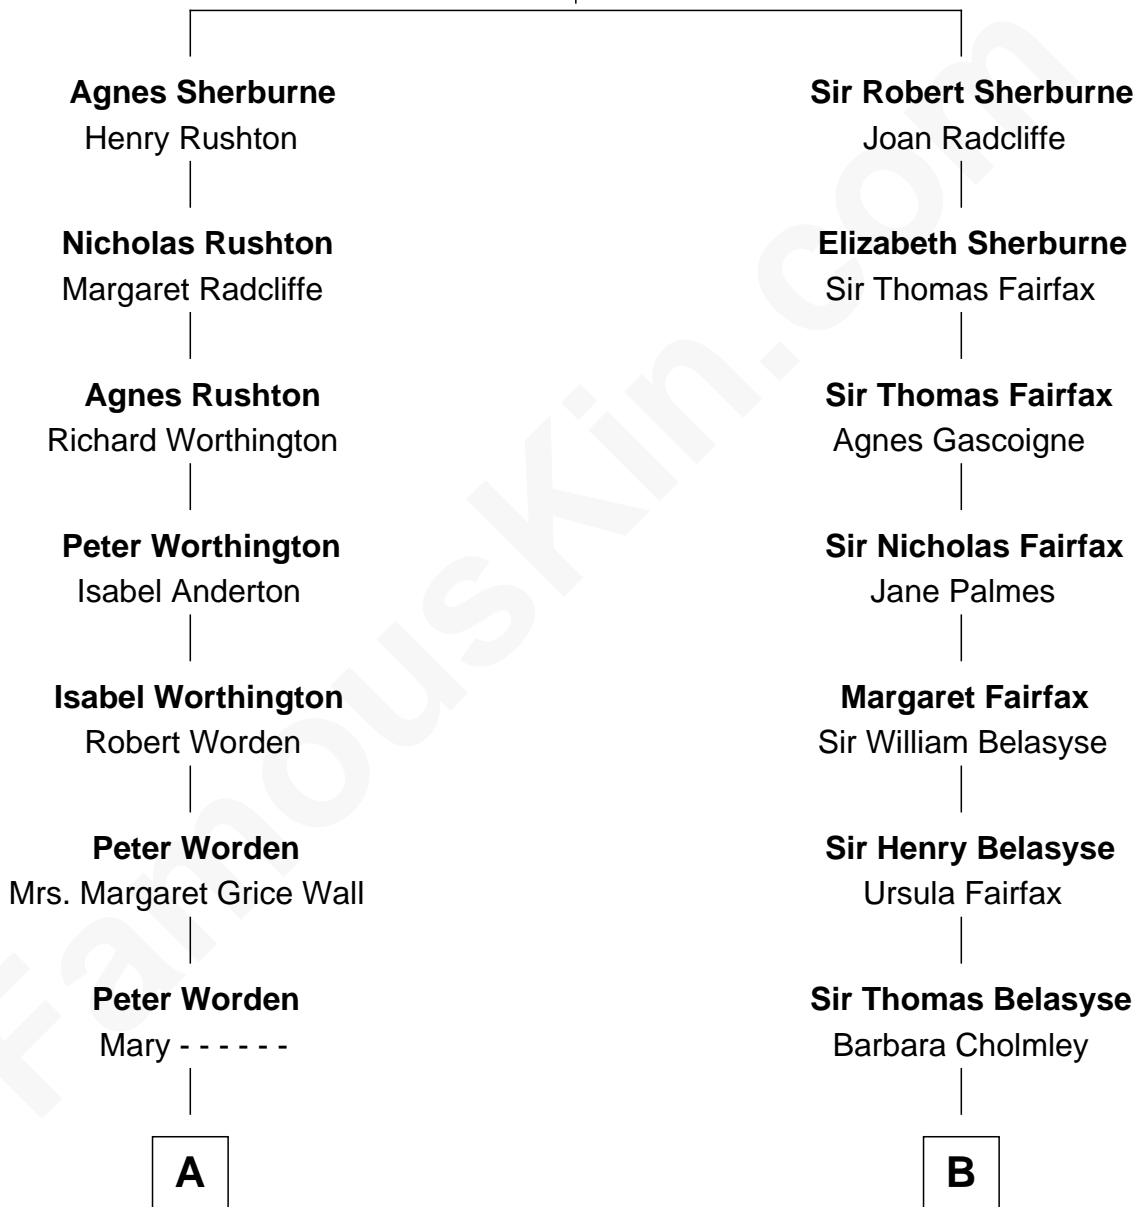 Agnes Sherburne
Henry Rushton
Nicholas Rushton
Margaret Radcliffe
Agnes Rushton
Richard Worthington
Peter Worthington
Isabel Anderton
Isabel Worthington
Robert Worden
Peter Worden
Mrs. Margaret Grice Wall
Peter Worden
Mary - - - - - -
A
Sir Robert Sherburne
Joan Radcliffe
Elizabeth Sherburne
Sir Thomas Fairfax
Sir Thomas Fairfax
Agnes Gascoigne
Sir Nicholas Fairfax
Jane Palmes
Margaret Fairfax
Sir William Belasyse
Sir Henry Belasyse
Ursula Fairfax
Sir Thomas Belasyse
Barbara Cholmley
B
FamousKin.com